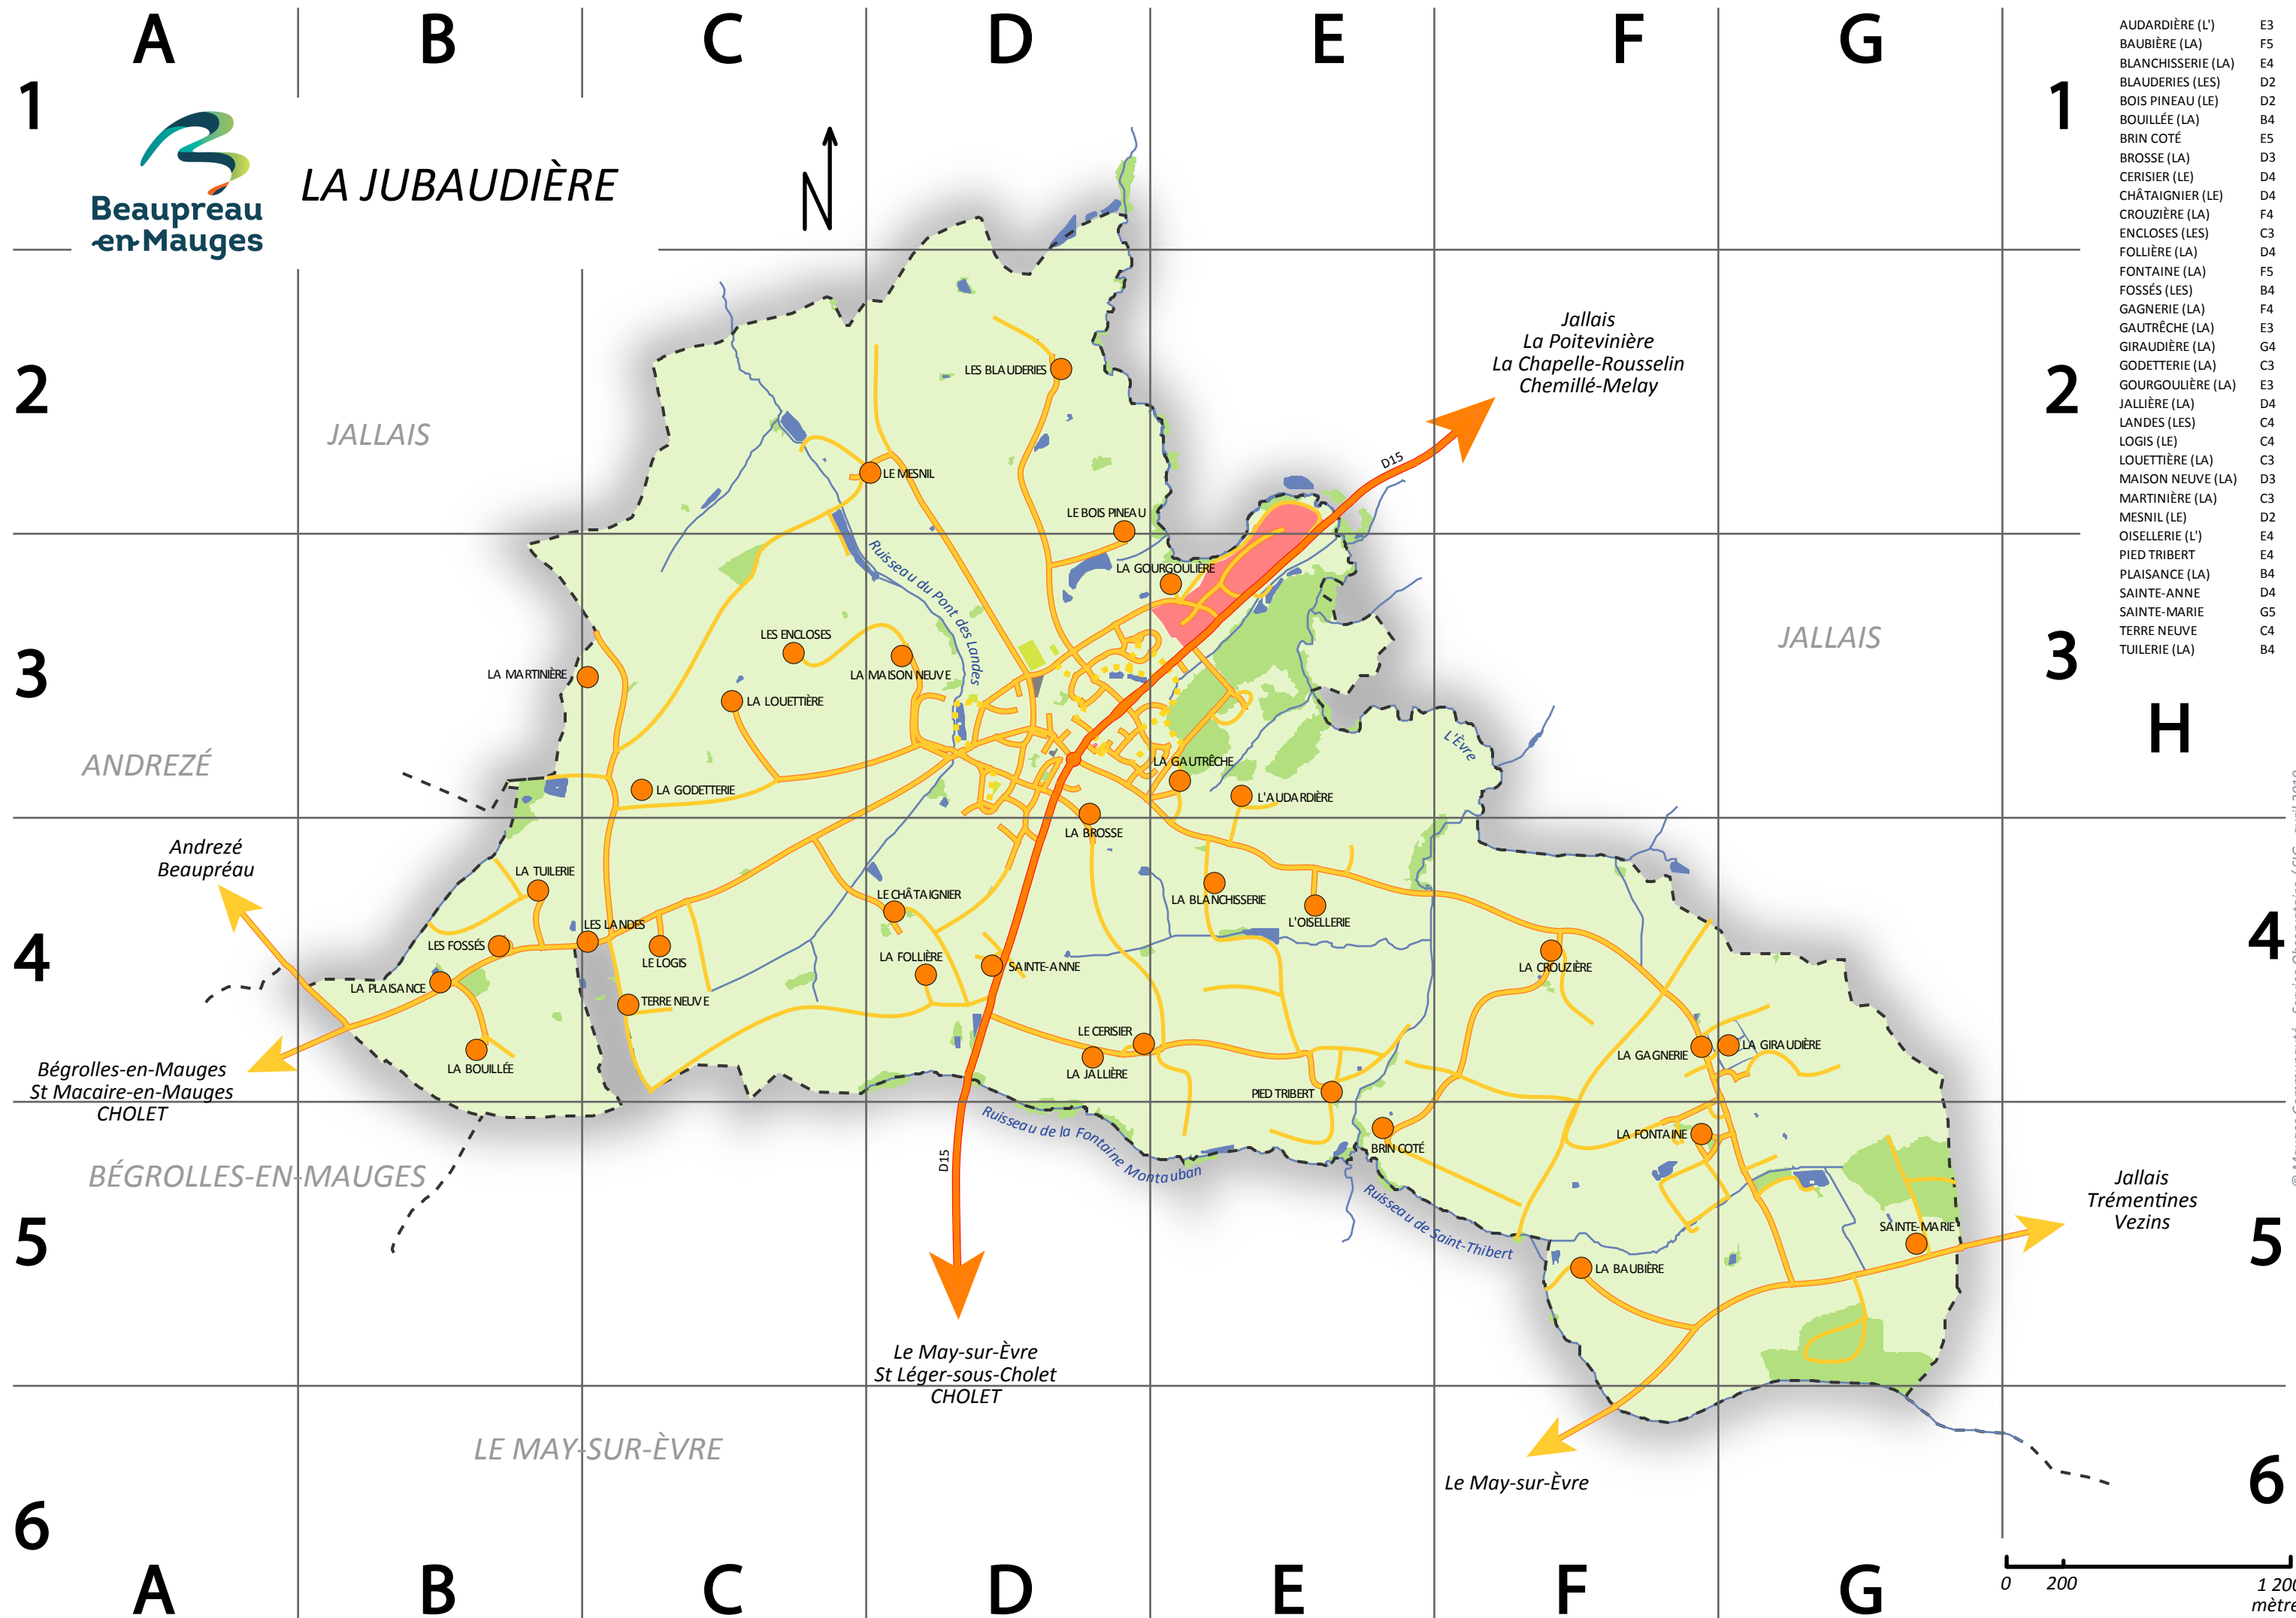 A B C D E F G
1 1
Beaupreau
en Mauges
LA JUBAUDIÈRE
N
AUDARDIÈRE (L') E3
BAUBIÈRE (LA) F5
BLANCHISSERIE (LA) E4
BLAUDERIES (LES) D2
BOIS PINEAU (LE) D2
BOUILLÉE (LA) B4
BRIN COTÉ E5
BROSSE (LA) D3
CERISIER (LE) D4
CHÂTAIGNIER (LE) D4
CROUZIÈRE (LA) F4
ENCLOSES (LES) C3
FOLLIÈRE (LA) D4
FONTAINE (LA) F5
FOSSÉS (LES) B4
GAGNERIE (LA) F4
GAUTRÊCHE (LA) E3
GIRAUDIÈRE (LA) G4
GODETTERIE (LA) C3
GOURGOULIÈRE (LA) E3
JALLIÈRE (LA) D4
LANDES (LES) C4
LOGIS (LE) C4
LOUETTIÈRE (LA) C3
MAISON NEUVE (LA) D3
MARTINIÈRE (LA) C3
MESNIL (LE) D2
OISELLERIE (L') E4
PIED TRIBERT E4
PLAISANCE (LA) B4
SAINTE-ANNE D4
SAINTE-MARIE G5
TERRE NEUVE C4
TUILERIE (LA) B4
H
2 2
Jallais
La Poitevinière
La Chapelle-Rousselin
Chemillé-Melay
JALLAIS
LES BLAUDERIES
LE MESNIL
D15
LE BOIS PINEAU
3 3
LA GOURGOULIÈRE
Ruisseau du Pont des Landes
LES ENCLOSES
LA MARTINIÈRE
LA MAISON NEUVE
LA LOUETTIÈRE
JALLAIS
ANDREZÉ
L'Èvre
LA GAUTRÊCHE
LA GODETTERIE
L'AUDARDIÈRE
LA BROSSE
4 4
Andrezé
Beaupréau
LA TUILERIE
LE CHÂTAIGNIER
LA BLANCHISSERIE
LES LANDES
L'OISELLERIE
LES FOSSÉS
LE LOGIS
LA FOLLIÈRE
SAINTE-ANNE
LA CROUZIÈRE
LA PLAISANCE
TERRE NEUVE
LE CERISIER
LA GAGNERIE
LA GIRAUDIÈRE
LA BOUILLÉE
LA JALLIÈRE
PIED TRIBERT
Bégrolles-en-Mauges
St Macaire-en-Mauges
CHOLET
5 5
BÉGROLLES-EN-MAUGES
Ruisseau de la Fontaine Montauban
D15
BRIN COTÉ
LA FONTAINE
Ruisseau de Saint-Thibert
Jallais
Trémentines
Vezins
SAINTE-MARIE
LA BAUBIÈRE
Le May-sur-Èvre
St Léger-sous-Cholet
CHOLET
LE MAY-SUR-ÈVRE
Le May-sur-Èvre
6 6
0 200 1 200
A B C D E F G